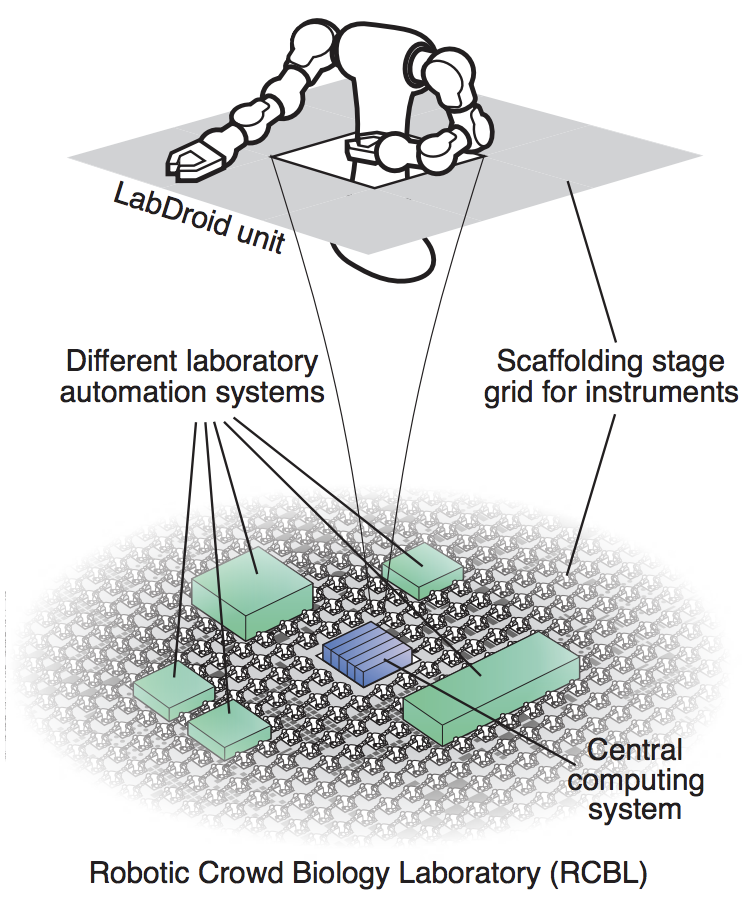 LabDroid unit
Different laboratory
automation systems
Scaffolding stage
grid for instruments
Central
computing
system
Robotic Crowd Biology Laboratory (RCBL)